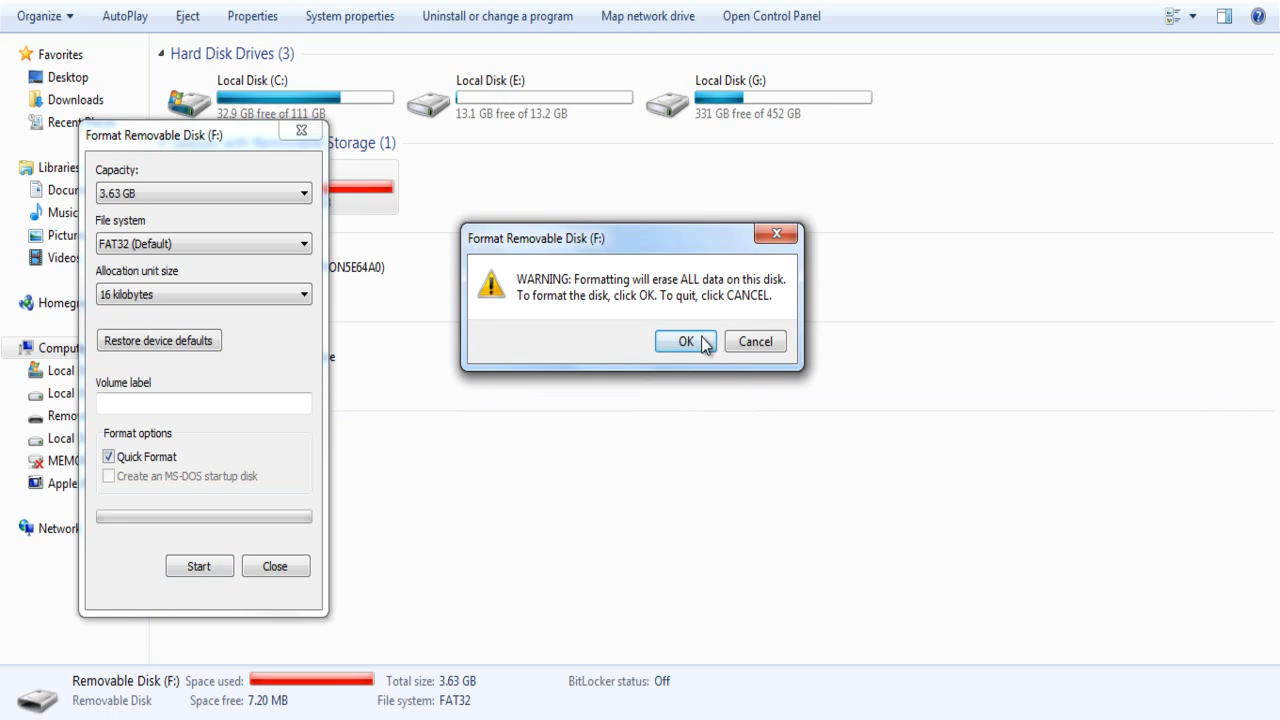 Organize AutoPlay Eject Properties System properties Uninstall or change a program Map network drive Open Control Panel
Favorites
Desktop
Downloads
Recent
Libraries
Music
Videos
Network
Hard Disk Drives (3)
Local Disk (C:)
32.9 GB free of 111 GB
Local Disk (E:)
13.1 GB free of 13.2 GB
Local Disk (G:)
331 GB free of 452 GB
Storage (1)
ON5E64A0)
Format Removable Disk (F:)
Capacity:
3.63 GB
File system
FAT32 (Default)
Allocation unit size
16 kilobytes
Restore device defaults
Volume label
Format options
Quick Format
Create an MS-DOS startup disk
Start Close
Format Removable Disk (F:)
WARNING: Formatting will erase ALL data on this disk.
To format the disk, click OK. To quit, click CANCEL.
OK Cancel
Local
Local
Local
Apple
Removable Disk (F:) Space used: Total size: 3.63 GB BitLocker status: Off
Removable Disk Space free: 7.20 MB File system: FAT32